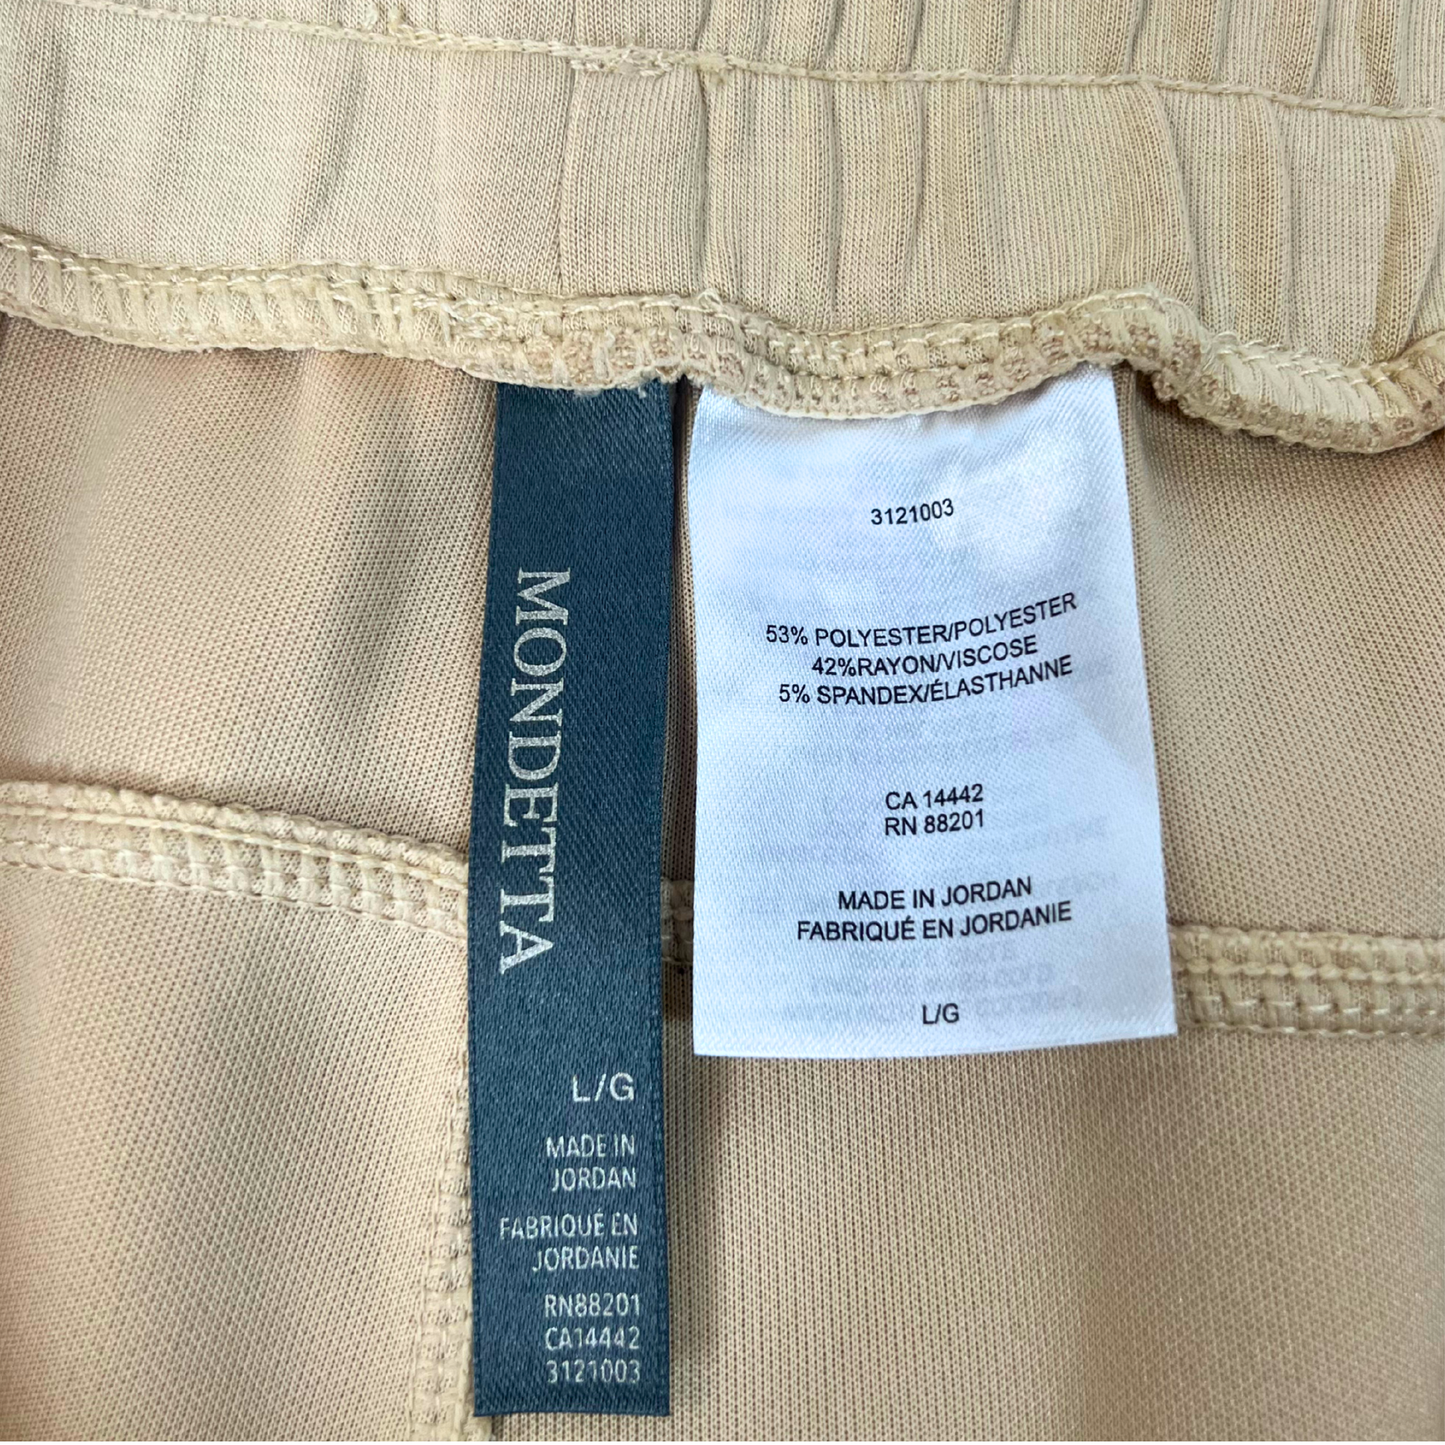 MONDETTA
L/G
MADE IN
JORDAN
FABRIQUÉ EN
JORDANIE
RN88201
CA14442
3121003
3121003
53% POLYESTER/POLYESTER
42%RAYON/VISCOSE
5% SPANDEX/ÉLASTHANNE
CA 14442
RN 88201
MADE IN JORDAN
FABRIQUÉ EN JORDANIE
L/G